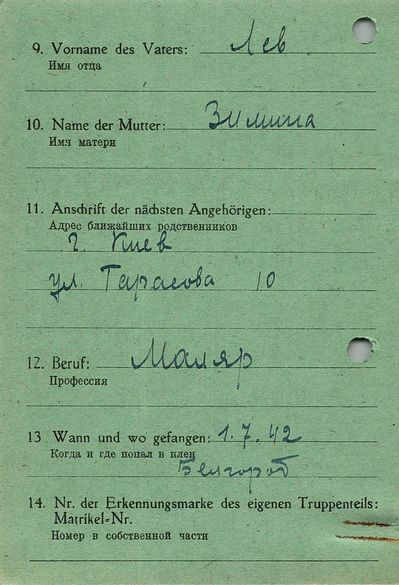 9. Vorname des Vaters: Лев
Имя отца
10. Name der Mutter: Зимина
Имя матери
11. Anschrift der nächsten Angehörigen:
Адрес ближайших родственников
г. Киев
ул. Тарасова 10
12. Beruf: Маляр
Профессия
13 Wann und wo gefangen: 1.7.42
Когда и где попал в плен
Белгород
14. Nr. der Erkennungsmarke des eigenen Truppenteils:
Matrikel-Nr.
Номер в собственной части